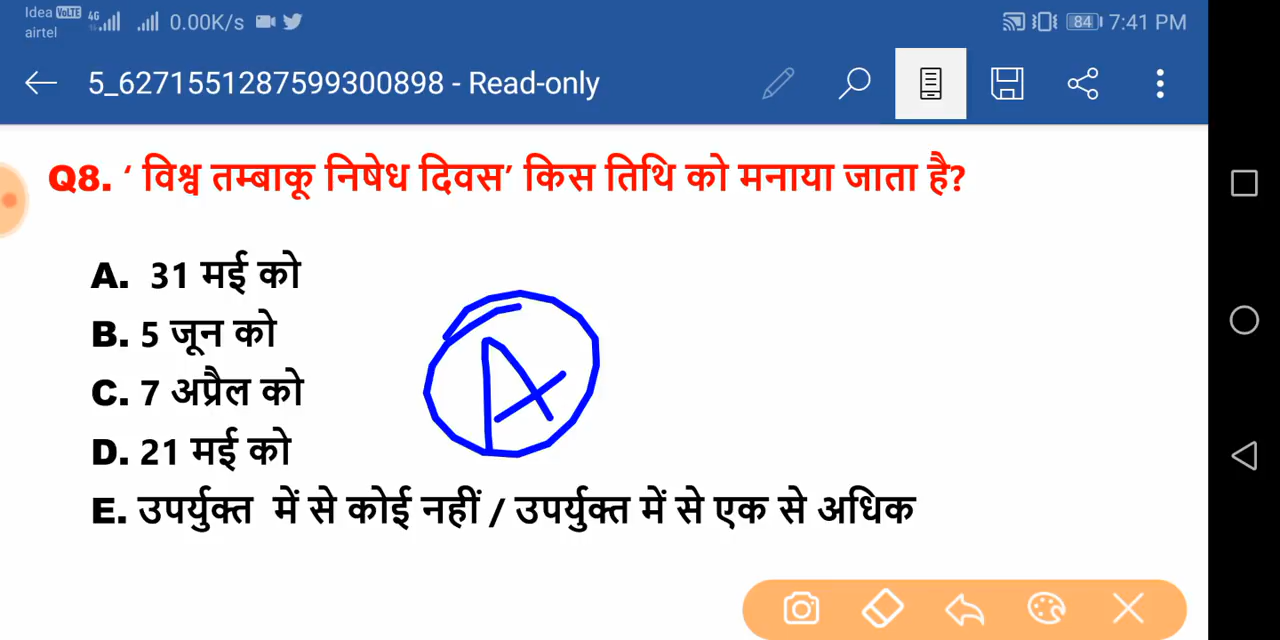 Idea VoLTE 4G 0.00K/s 84 7:41 PM
airtel
5_6271551287599300898 - Read-only
Q8. ‘ विश्व तम्बाकू निषेध दिवस’ किस तिथि को मनाया जाता है?
A. 31 मई को
B. 5 जून को
C. 7 अप्रैल को
D. 21 मई को
E. उपर्युक्त में से कोई नहीं / उपर्युक्त में से एक से अधिक
A